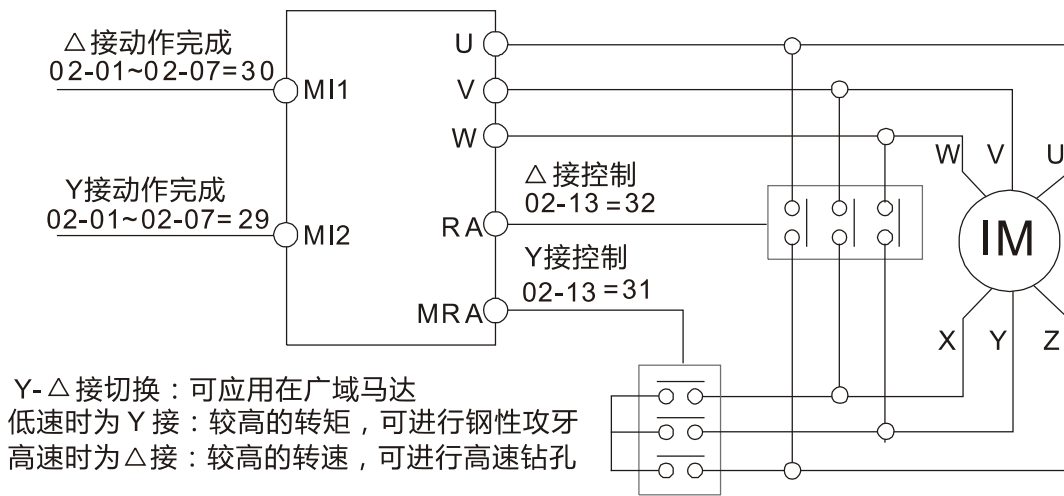 △接动作完成
02-01~02-07=30
MI1
Y接动作完成
02-01~02-07=29
MI2
U
V
W
RA
MRA
△接控制
02-13=32
Y接控制
02-13=31
W V U
IM
X Y Z
Y-△接切换：可应用在广域马达
低速时为Y接：较高的转矩，可进行钢性攻牙
高速时为△接：较高的转速，可进行高速钻孔